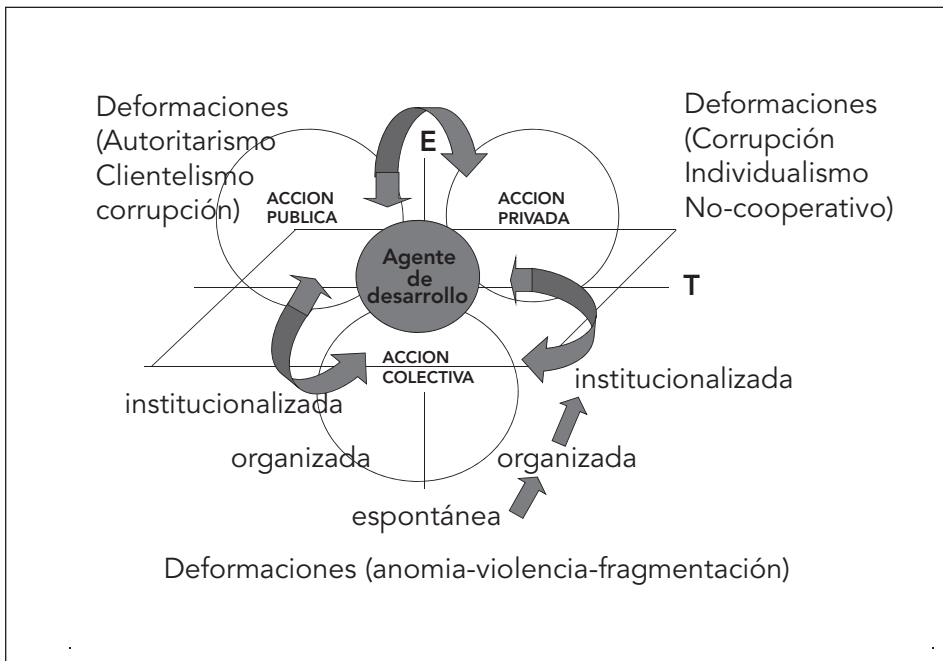 Deformaciones
(Autoritarismo
Clientelismo
corrupción)
Deformaciones
(Corrupción
Individualismo
No-cooperativo)
E
ACCION
PUBLICA
ACCION
PRIVADA
Agente
de
desarrollo
T
ACCION
COLECTIVA
institucionalizada
institucionalizada
organizada
organizada
espontánea
Deformaciones (anomia-violencia-fragmentación)